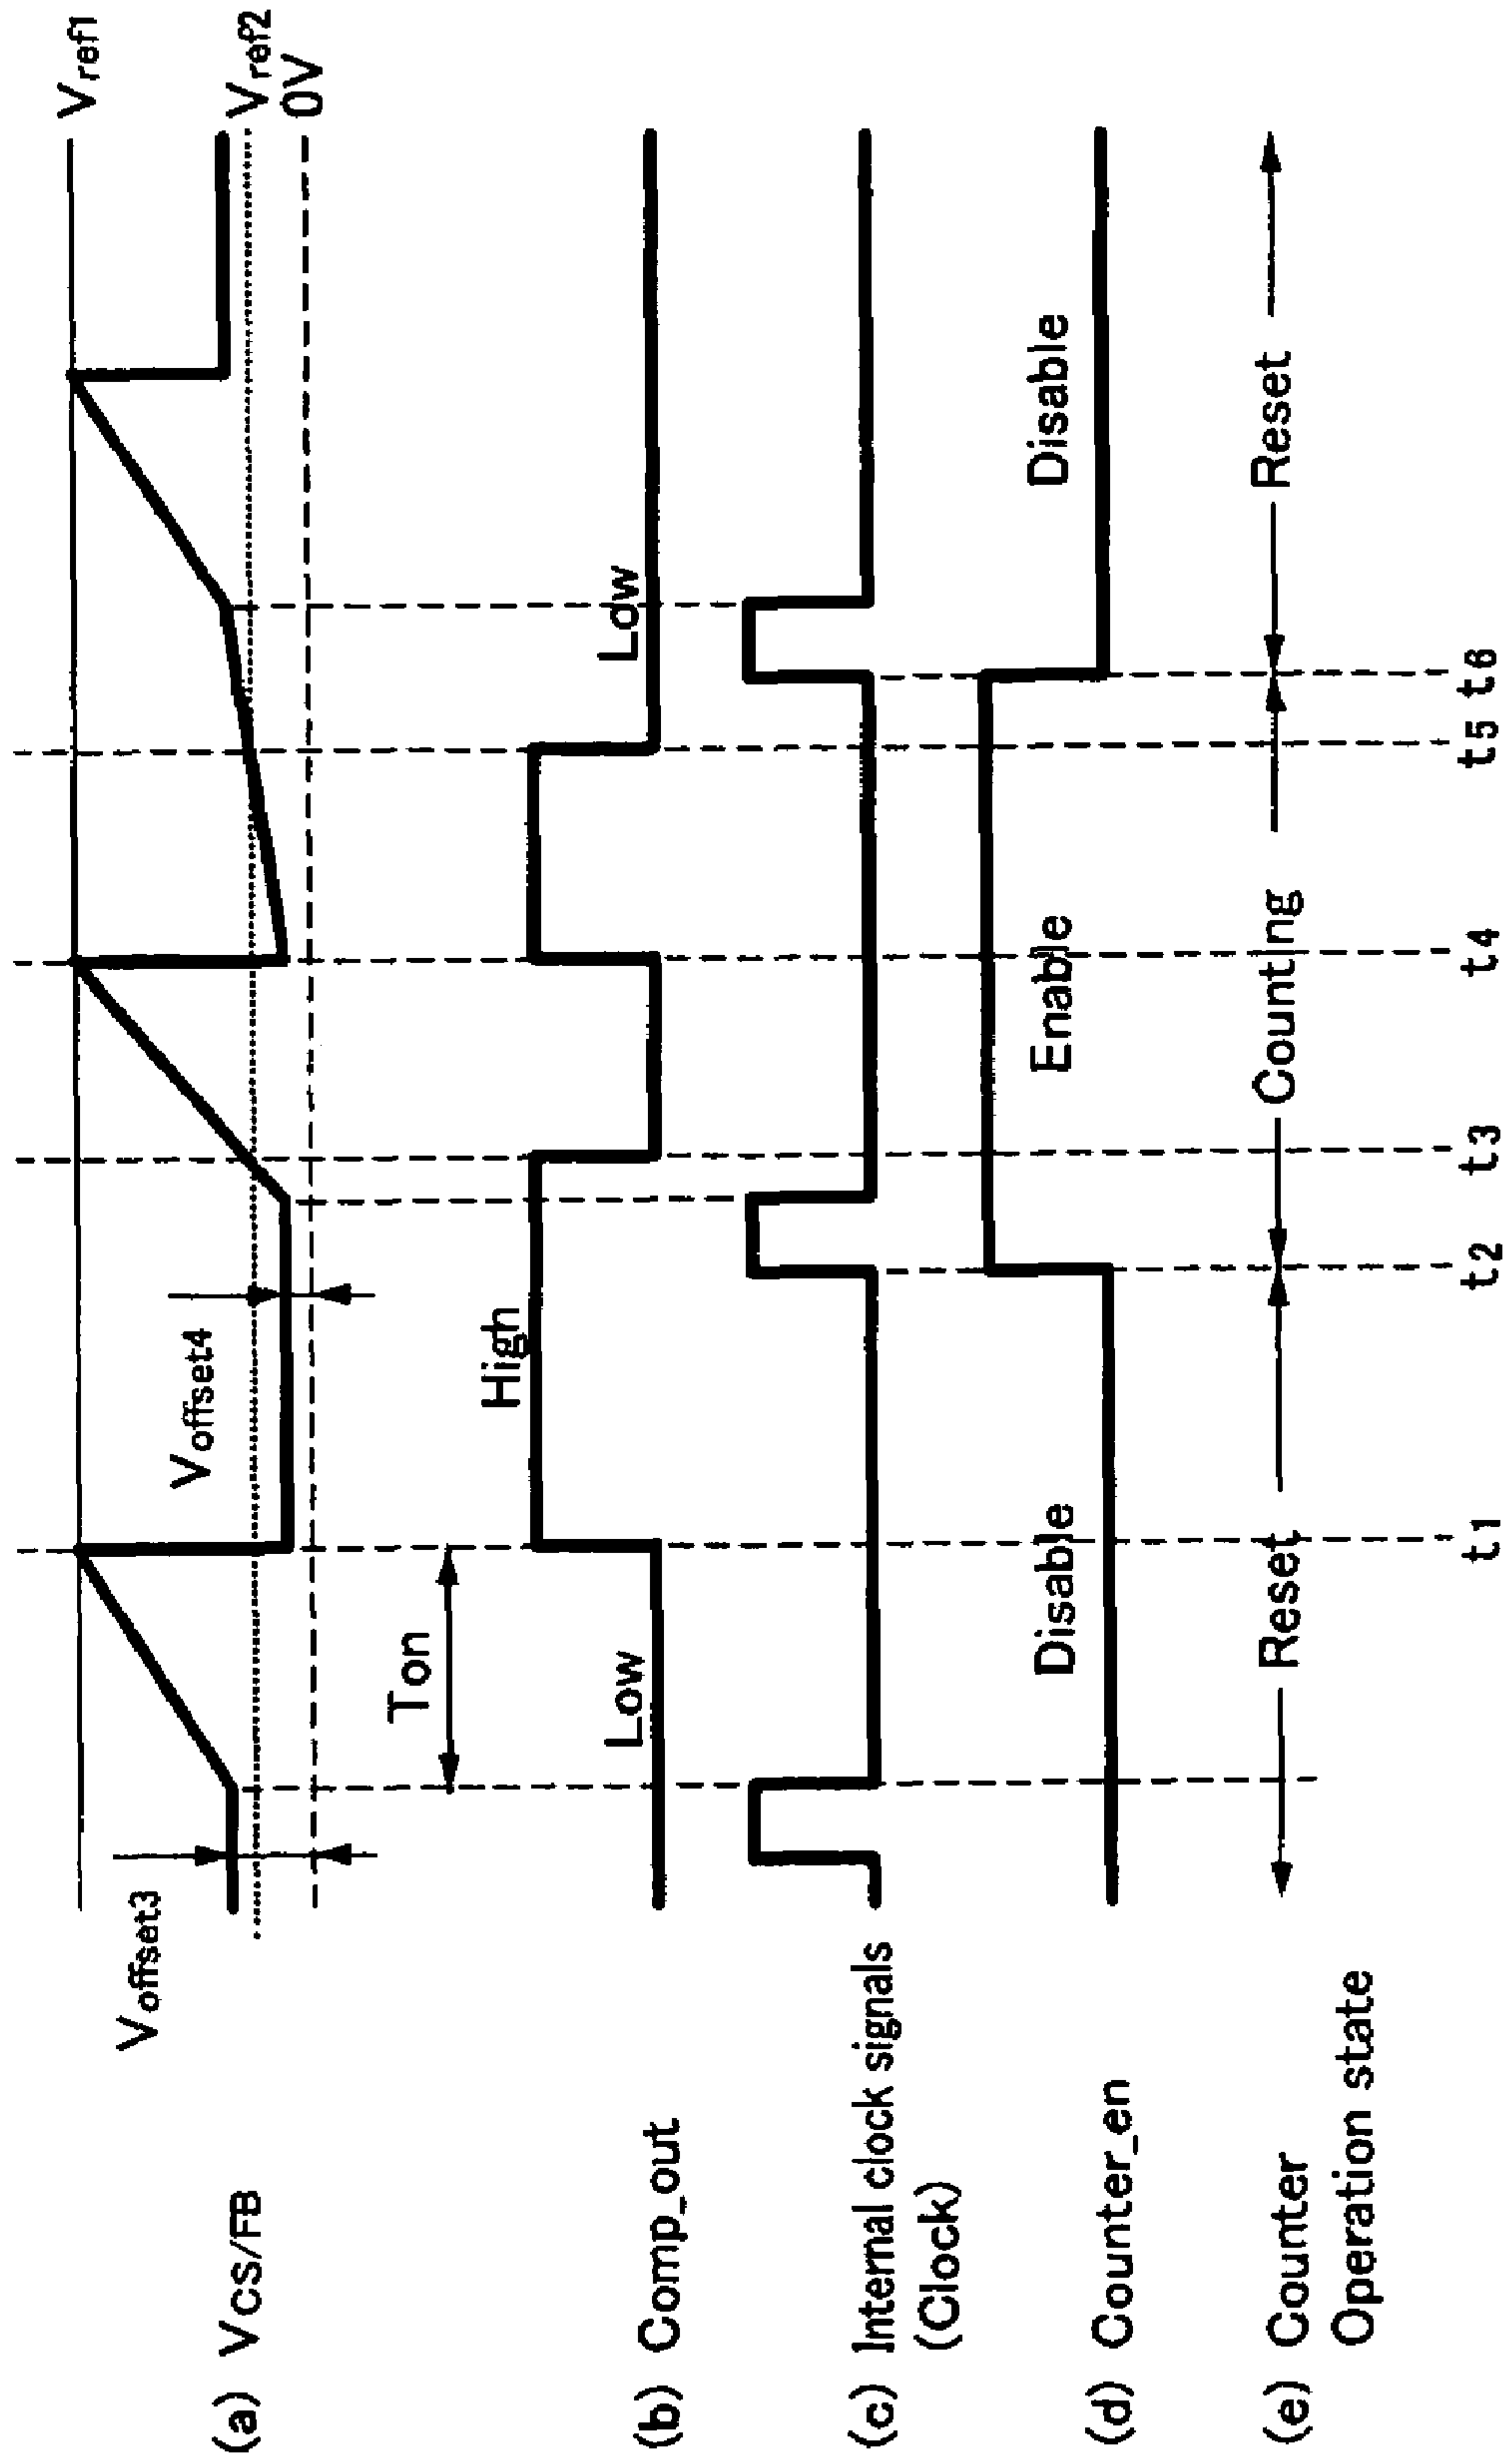 (a) VCS/FB
Voffset3
Voffset4
Vref1
Vref2
0V
Ton
(b) Comp_out
Low
High
Low
(c) Internal clock signals
(Clock)
(d) Counter_en
Disable
Enable
Disable
(e) Counter
Operation state
Reset
Counting
Reset
t1
t2
t3
t4
t5
t6